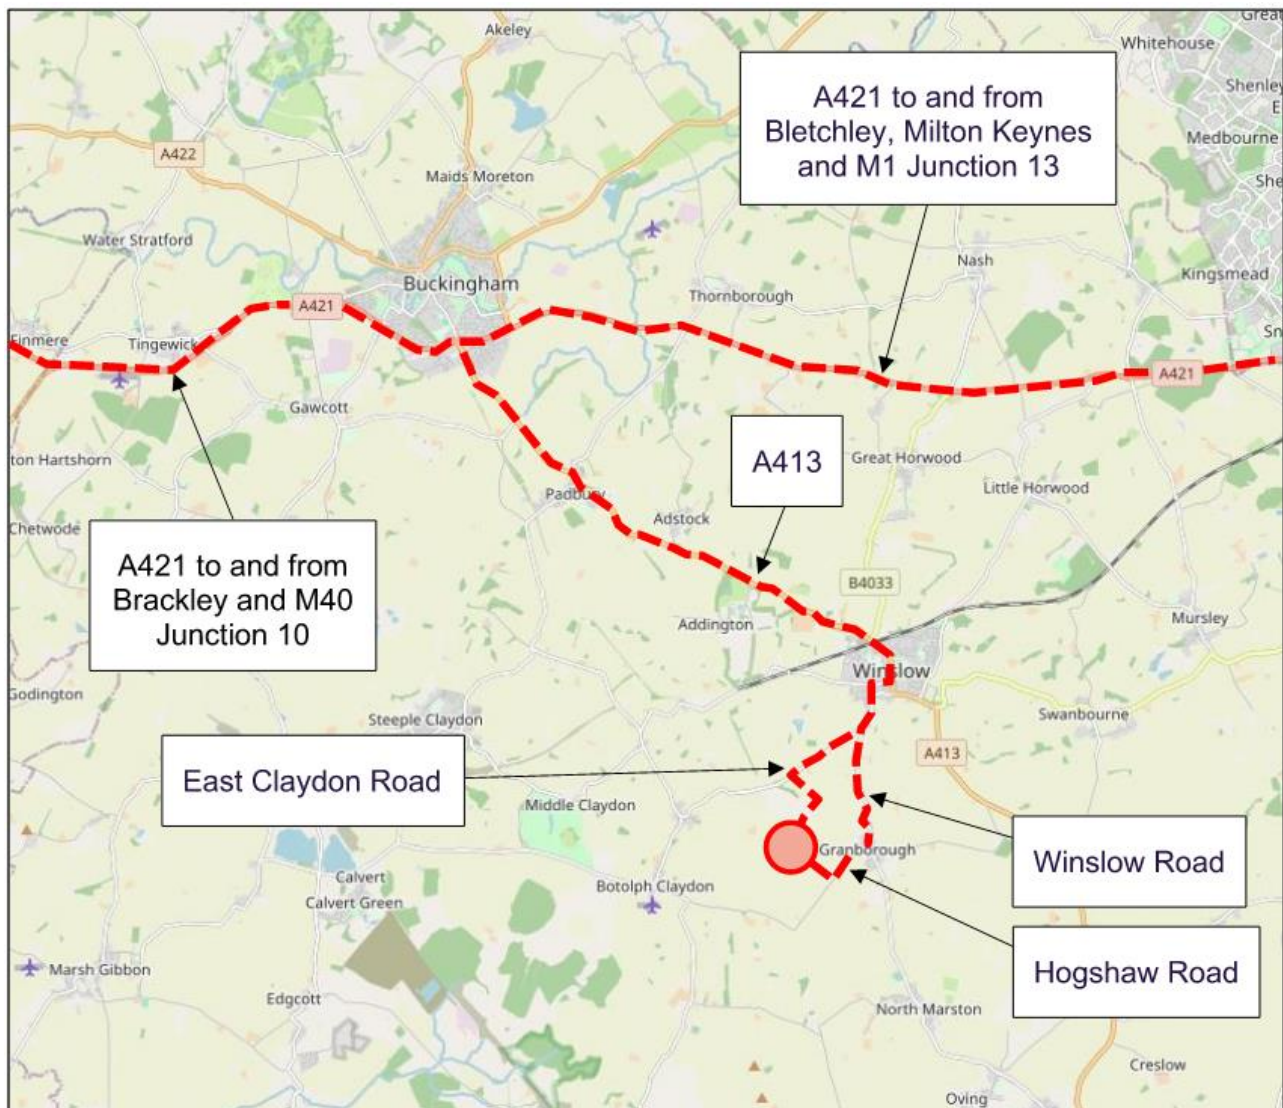 Akeley
Great
Whitehouse
A421 to and from
Bletchley, Milton Keynes
and M1 Junction 13
Shenley
E
Medbourne
A422
Maids Moreton
She
Water Stratford
Nash
Kingsmead
Buckingham
Thornborough
A421
Finmere
Tingewick
Sn
A421
Gawcott
A413
ton Hartshorn
Great Horwood
Little Horwood
Padbury
Adstock
Chetwode
A421 to and from
Brackley and M40
Junction 10
B4033
Addington
Mursley
Winslow
Godington
Steeple Claydon
Swanbourne
A413
East Claydon Road
Middle Claydon
Granborough
Winslow Road
Calvert
Calvert Green
Botolph Claydon
Marsh Gibbon
Hogshaw Road
Edgcott
North Marston
Creslow
Oving